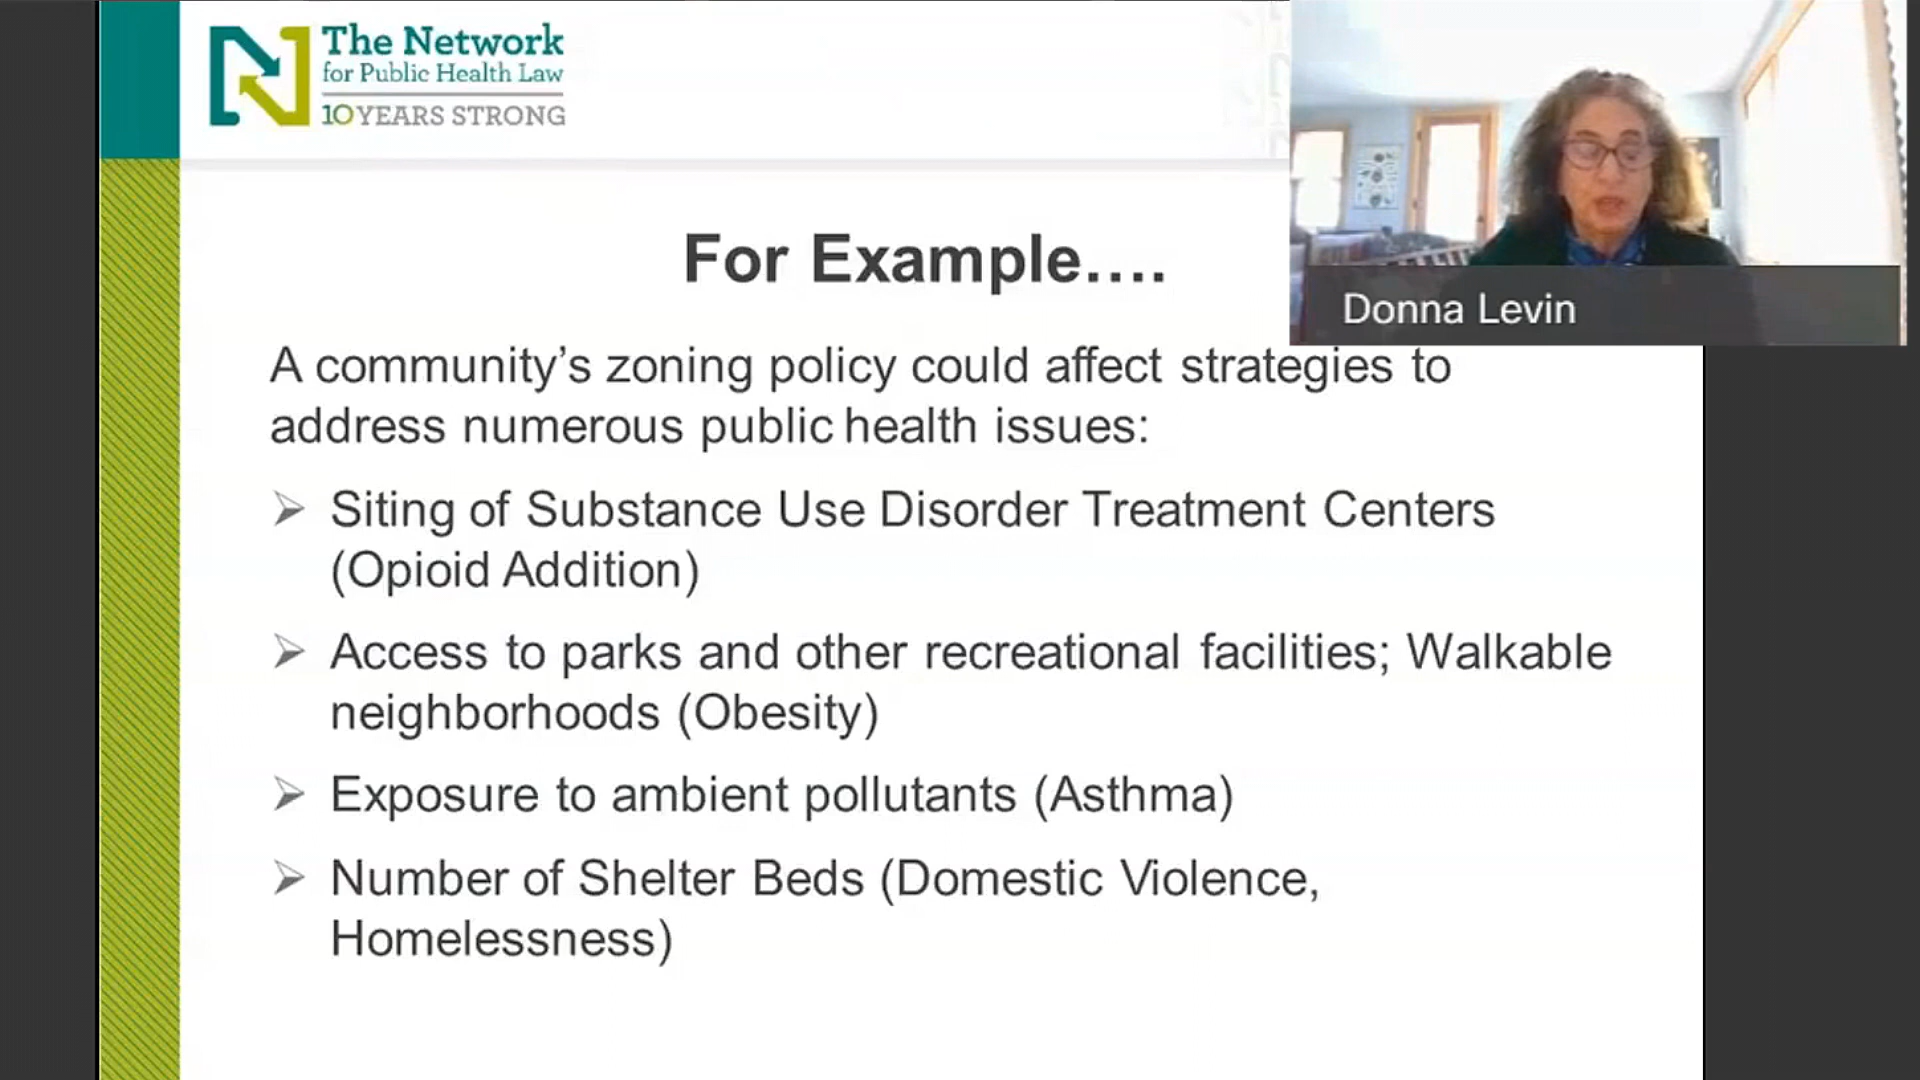 The Network
for Public Health Law
10 YEARS STRONG
Donna Levin
For Example....
A community's zoning policy could affect strategies to
address numerous public health issues:
Siting of Substance Use Disorder Treatment Centers
(Opioid Addition)
Access to parks and other recreational facilities; Walkable
neighborhoods (Obesity)
Exposure to ambient pollutants (Asthma)
Number of Shelter Beds (Domestic Violence,
Homelessness)